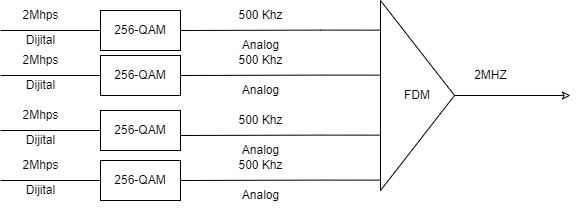 2Mhps
256-QAM
500 Khz
Dijital
Analog
2Mhps
256-QAM
500 Khz
Dijital
Analog
FDM
2MHZ
2Mhps
256-QAM
500 Khz
Dijital
Analog
2Mhps
256-QAM
500 Khz
Dijital
Analog